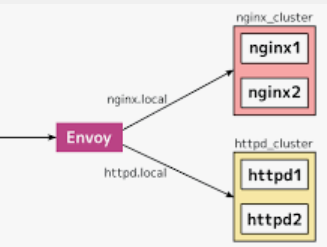 nginx_cluster
nginx1
nginx2
nginx.local
Envoy
httpd.local
httpd_cluster
httpd1
httpd2